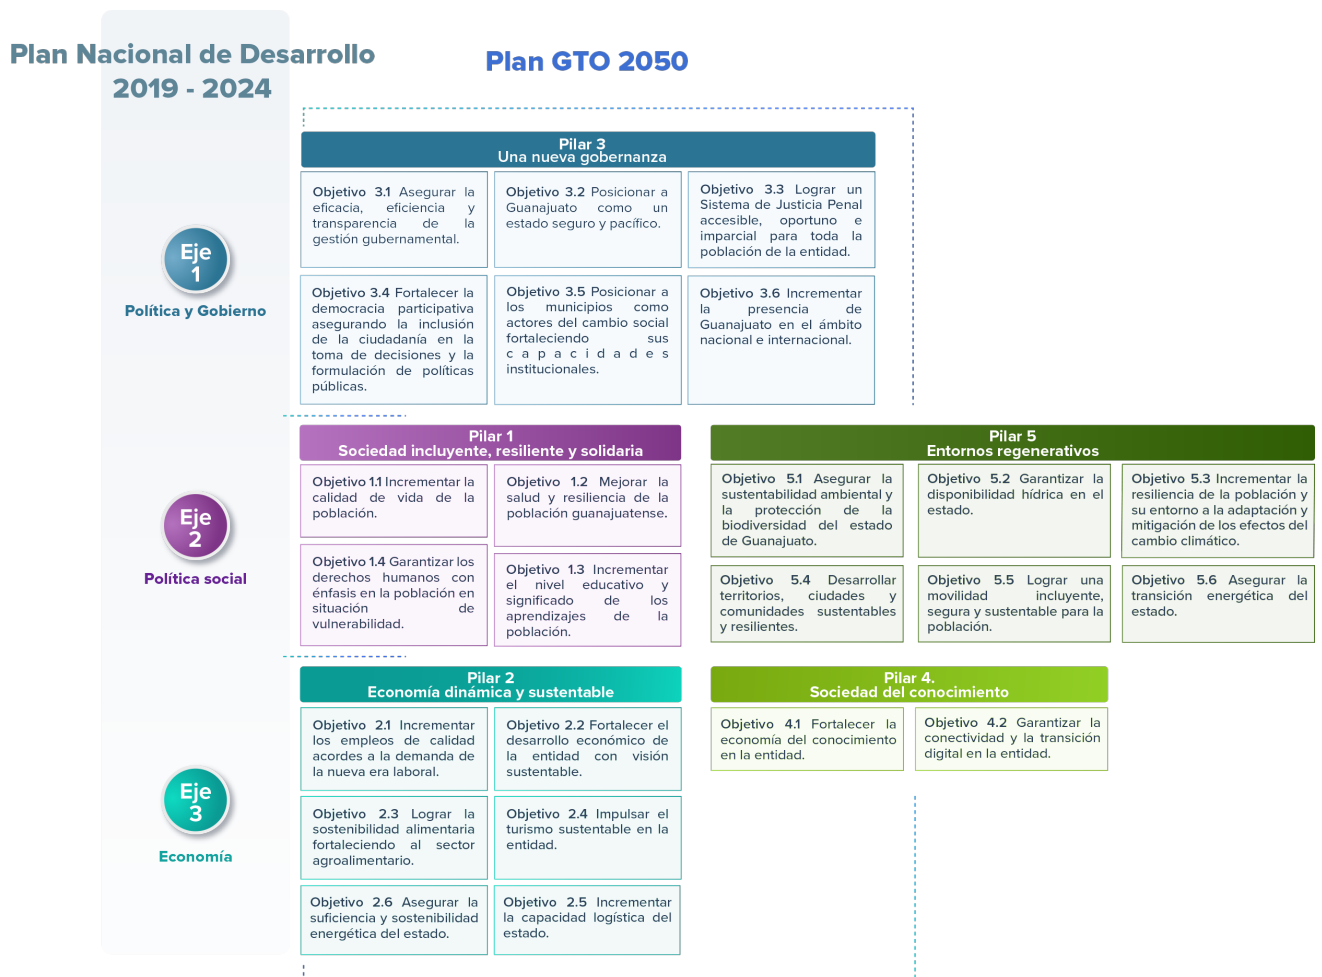 Plan Nacional de Desarrollo
2019 - 2024
Plan GTO 2050
Eje
1
Política y Gobierno
Pilar 3
Una nueva gobernanza
Objetivo 3.1 Asegurar la
eficacia, eficiencia y
transparencia de la
gestión gubernamental.
Objetivo 3.2 Posicionar a
Guanajuato como un
estado seguro y pacífico.
Objetivo 3.3 Lograr un
Sistema de Justicia Penal
accesible, oportuno e
imparcial para toda la
población de la entidad.
Objetivo 3.4 Fortalecer la
democracia participativa
asegurando la inclusión
de la ciudadanía en la
toma de decisiones y la
formulación de políticas
públicas.
Objetivo 3.5 Posicionar a
los municipios como
actores del cambio social
fortaleciendo sus
capacidades
institucionales.
Objetivo 3.6 Incrementar
la presencia de
Guanajuato en el ámbito
nacional e internacional.
Eje
2
Política social
Pilar 1
Sociedad incluyente, resiliente y solidaria
Objetivo 1.1 Incrementar la
calidad de vida de la
población.
Objetivo 1.2 Mejorar la
salud y resiliencia de la
población guanajuatense.
Objetivo 1.4 Garantizar los
derechos humanos con
énfasis en la población en
situación de
vulnerabilidad.
Objetivo 1.3 Incrementar
el nivel educativo y
significado de los
aprendizajes de la
población.
Pilar 5
Entornos regenerativos
Objetivo 5.1 Asegurar la
sustentabilidad ambiental y
la protección de la
biodiversidad del estado
de Guanajuato.
Objetivo 5.2 Garantizar la
disponibilidad hídrica en el
estado.
Objetivo 5.3 Incrementar la
resiliencia de la población y
su entorno a la adaptación y
mitigación de los efectos del
cambio climático.
Objetivo 5.4 Desarrollar
territorios, ciudades y
comunidades sustentables
y resilientes.
Objetivo 5.5 Lograr una
movilidad incluyente,
segura y sustentable para la
población.
Objetivo 5.6 Asegurar la
transición energética del
estado.
Eje
3
Economía
Pilar 2
Economía dinámica y sustentable
Objetivo 2.1 Incrementar
los empleos de calidad
acordes a la demanda de
la nueva era laboral.
Objetivo 2.2 Fortalecer el
desarrollo económico de
la entidad con visión
sustentable.
Objetivo 2.3 Lograr la
sostenibilidad alimentaria
fortaleciendo al sector
agroalimentario.
Objetivo 2.4 Impulsar el
turismo sustentable en la
entidad.
Objetivo 2.6 Asegurar la
suficiencia y sostenibilidad
energética del estado.
Objetivo 2.5 Incrementar
la capacidad logística del
estado.
Pilar 4.
Sociedad del conocimiento
Objetivo 4.1 Fortalecer la
economía del conocimiento
en la entidad.
Objetivo 4.2 Garantizar la
conectividad y la transición
digital en la entidad.